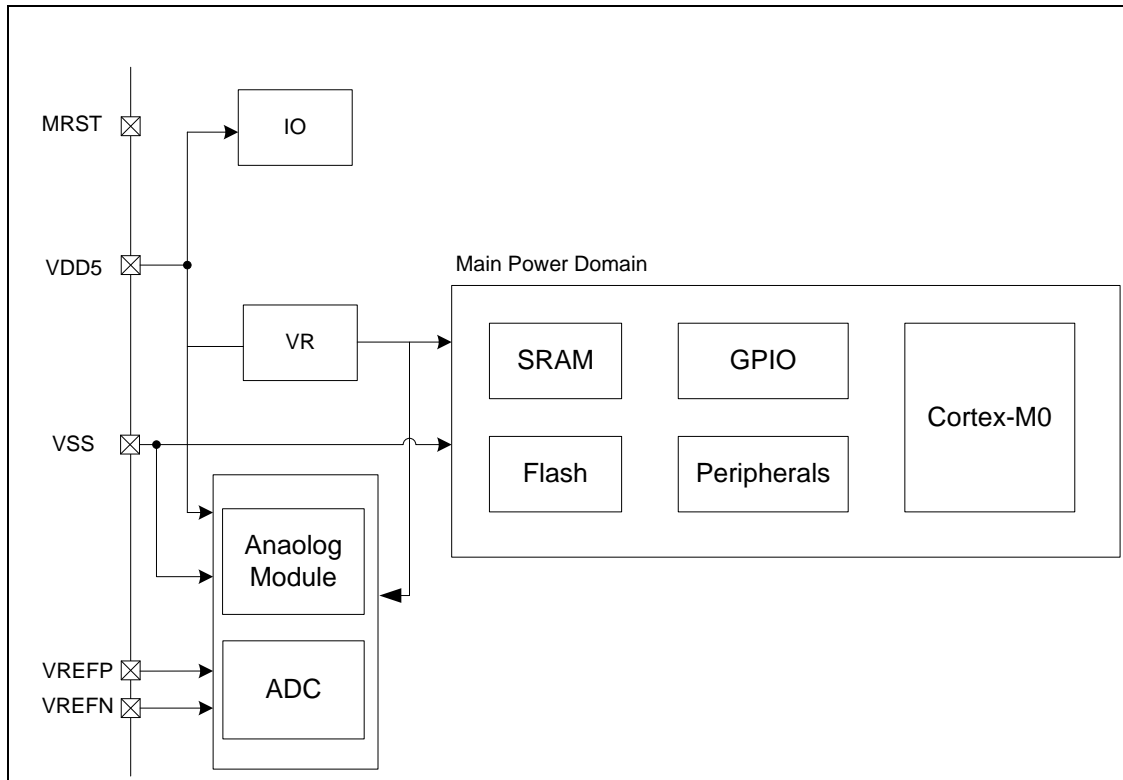 MRST
IO
VDD5
Main Power Domain
VR
SRAM
GPIO
Cortex-M0
VSS
Flash
Peripherals
Anaolog
Module
VREFP
ADC
VREFN